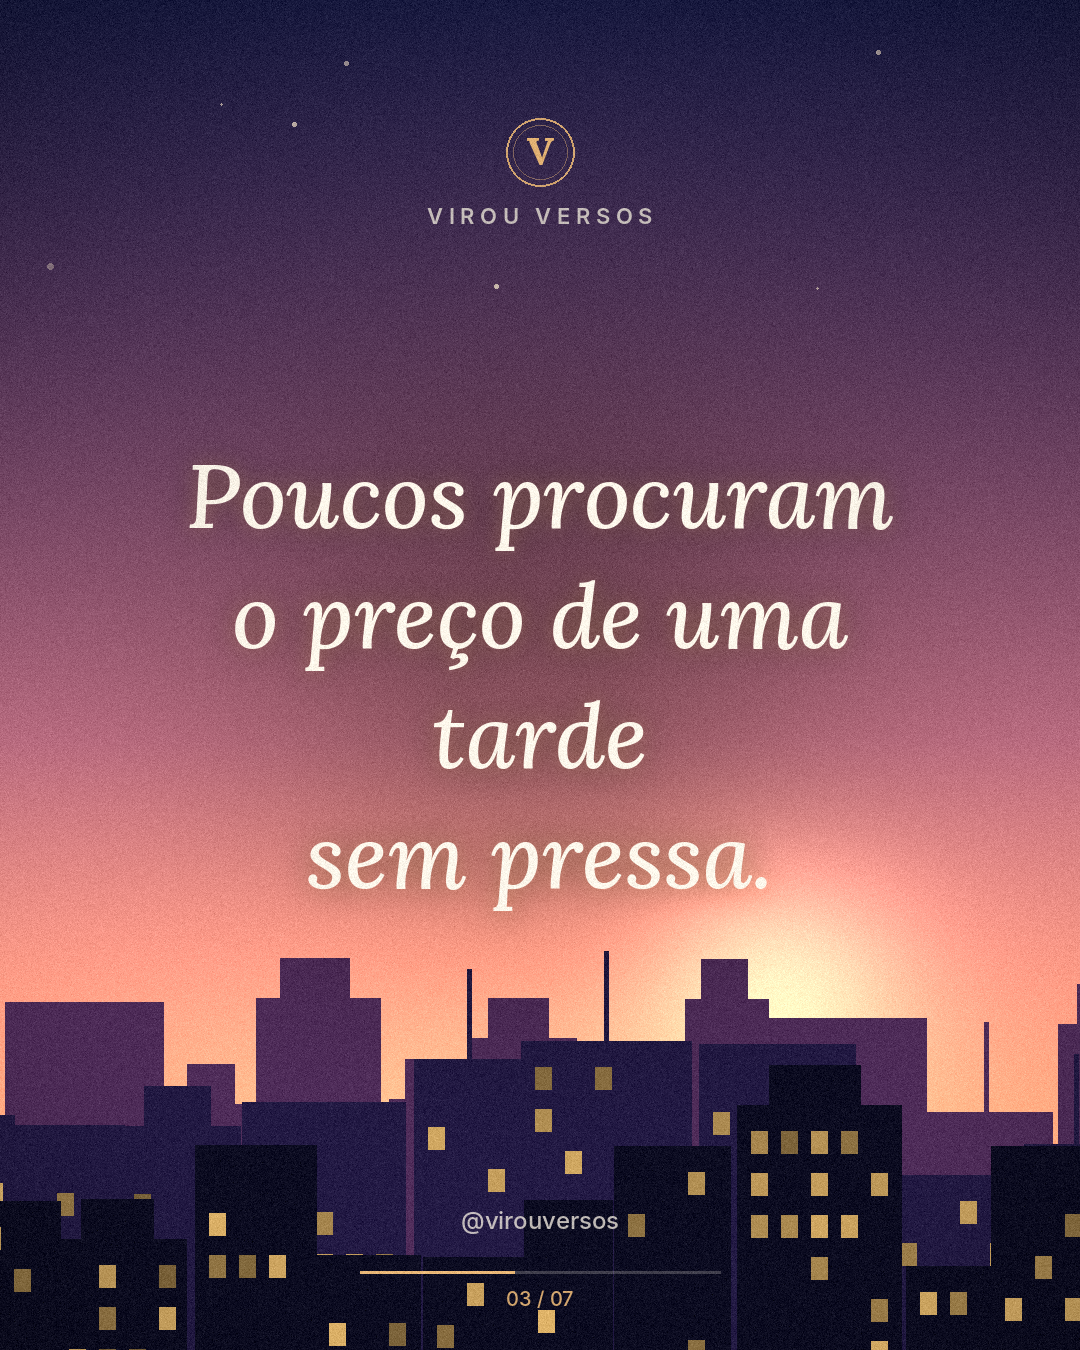 V
VIROU VERSOS
Poucos procuram
o preço de uma
tarde
sem pressa.
@virouversos
03 / 07